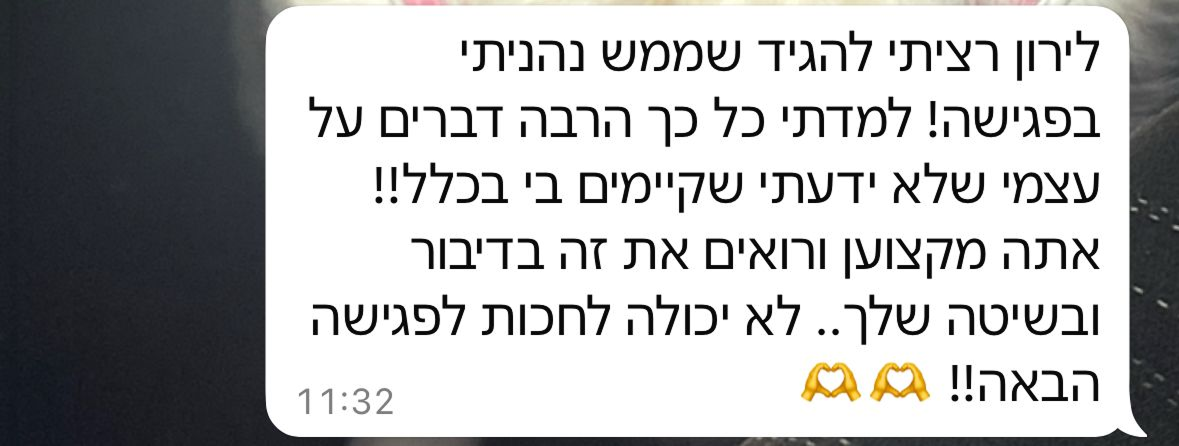 לירון רציתי להגיד שממש נהניתי
בפגישה! למדתי כל כך הרבה דברים על
עצמי שלא ידעתי שקיימים בי בכלל!!
אתה מקצוען ורואים את זה בדיבור
ובשיטה שלך.. לא יכולה לחכות לפגישה
הבאה!! 🫶🫶
11:32